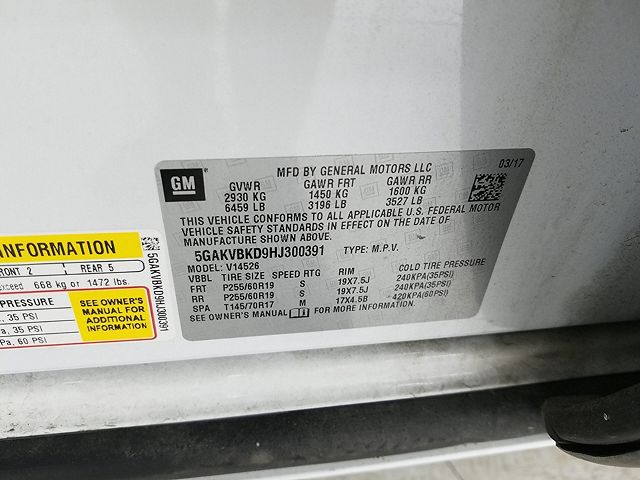 GM
MFD BY GENERAL MOTORS LLC
03/17
GVWR GAWR FRT GAWR RR
2930 KG 1450 KG 1600 KG
6459 LB 3196 LB 3527 LB
THIS VEHICLE CONFORMS TO ALL APPLICABLE U.S. FEDERAL MOTOR
VEHICLE SAFETY STANDARDS IN EFFECT ON THE DATE OF
MANUFACTURE SHOWN ABOVE.
5GAKVBKD9HJ300391 TYPE: M.P.V.
MODEL: V14526
VBBL TIRE SIZE SPEED RTG RIM COLD TIRE PRESSURE
FRT P255/60R19 S 19X7.5J 240KPA(35PSI)
RR P255/60R19 S 19X7.5J 240KPA(35PSI)
SPA T145/70R17 M 17X4.5B 420KPA(60PSI)
SEE OWNER'S MANUAL FOR MORE INFORMATION.
INFORMATION
FRONT 2 REAR 5
exceed 668 kg or 1472 lbs.
PRESSURE
, 35 PSI
a, 35 PSI
Pa, 60 PSI
SEE OWNER'S
MANUAL FOR
ADDITIONAL
INFORMATION
5GAKVBKD9HJ300391